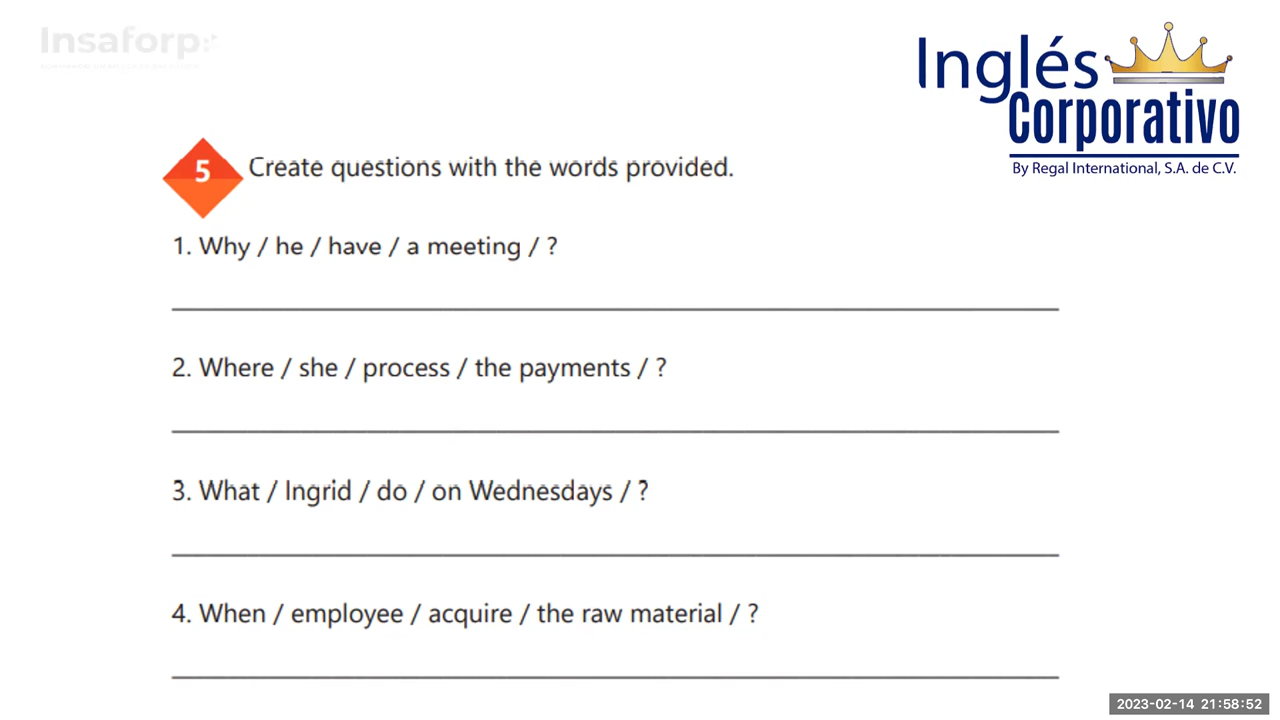 Insaforp
Inglés
Corporativo
By Regal International, S.A. de C.V.
5 Create questions with the words provided.
1. Why / he / have / a meeting / ?
2. Where / she / process / the payments / ?
3. What / Ingrid / do / on Wednesdays / ?
4. When / employee / acquire / the raw material / ?
2023-02-14 21:58:52